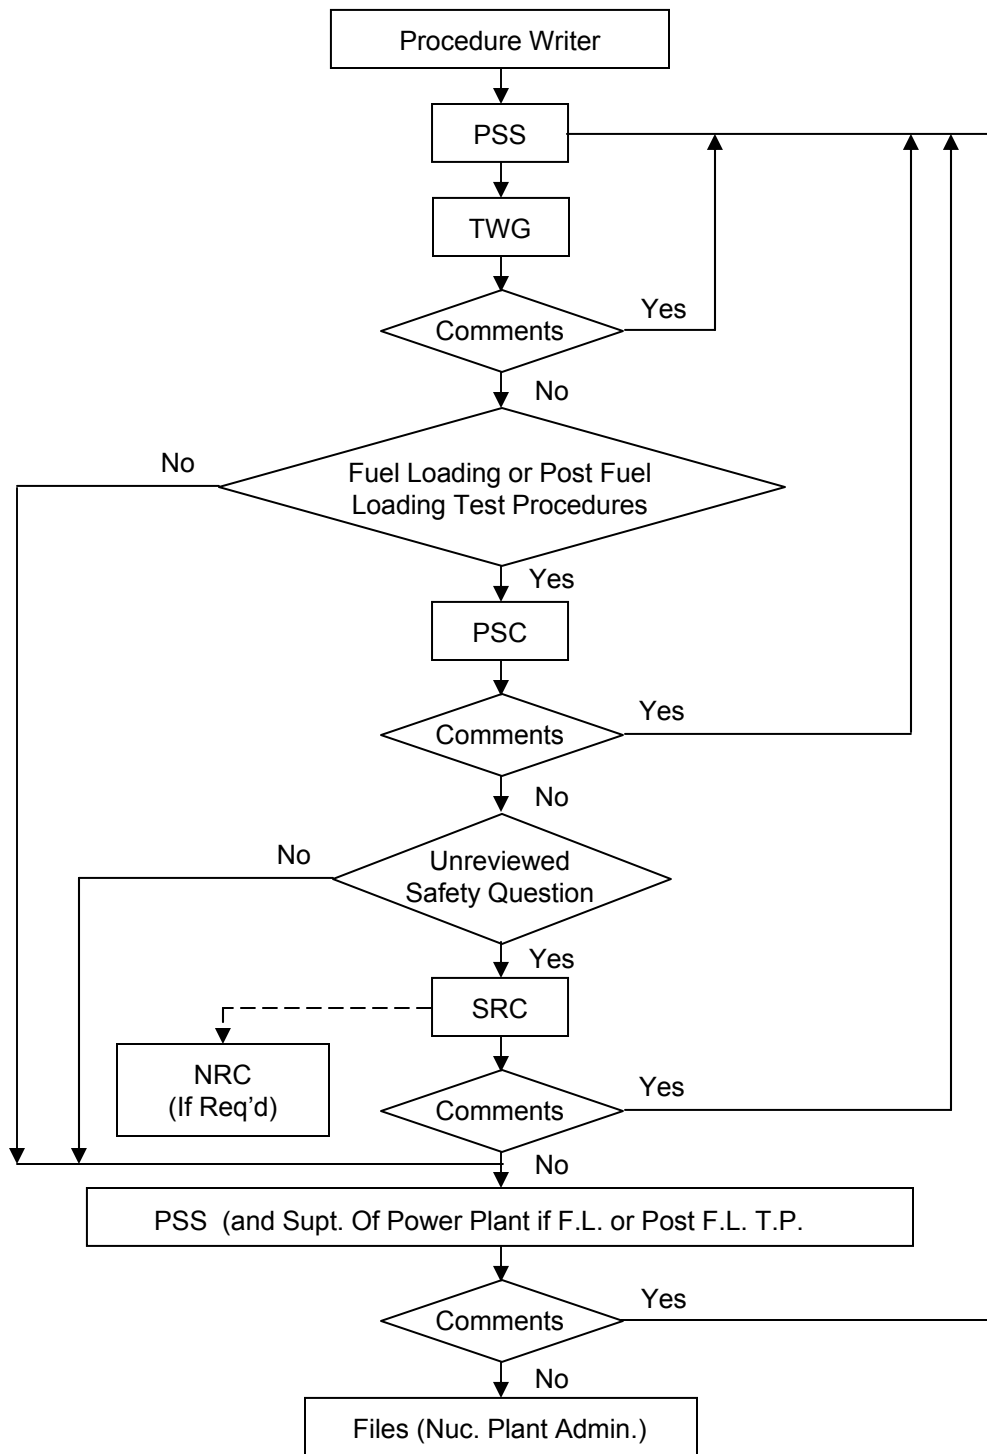 Procedure Writer
PSS
TWG
Comments
Yes
No
No
Fuel Loading or Post Fuel
Loading Test Procedures
Yes
PSC
Comments
Yes
No
No
Unreviewed
Safety Question
Yes
SRC
NRC
(If Req’d)
Comments
Yes
No
PSS  (and Supt. Of Power Plant if F.L. or Post F.L. T.P.
Comments
Yes
No
Files (Nuc. Plant Admin.)